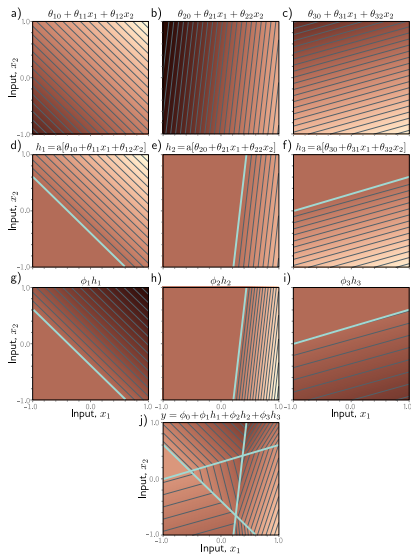 a) θ₁₀ + θ₁₁x₁ + θ₁₂x₂ b) θ₂₀ + θ₂₁x₁ + θ₂₂x₂ c) θ₃₀ + θ₃₁x₁ + θ₃₂x₂
1.0
Input, x₂
0.0
-1.0
d) h₁ = a[θ₁₀+θ₁₁x₁+θ₁₂x₂] e) h₂ = a[θ₂₀+θ₂₁x₁+θ₂₂x₂] f) h₃ = a[θ₃₀+θ₃₁x₁+θ₃₂x₂]
1.0
Input, x₂
0.0
-1.0
g) ϕ₁h₁ h) ϕ₂h₂ i) ϕ₃h₃
1.0
Input, x₂
0.0
-1.0
-1.0 0.0 1.0 -1.0 0.0 1.0 -1.0 0.0 1.0
Input, x₁ Input, x₁
j) y = ϕ₀+ϕ₁h₁+ϕ₂h₂+ϕ₃h₃
1.0
Input, x₂
0.0
-1.0
-1.0 0.0 1.0
Input, x₁